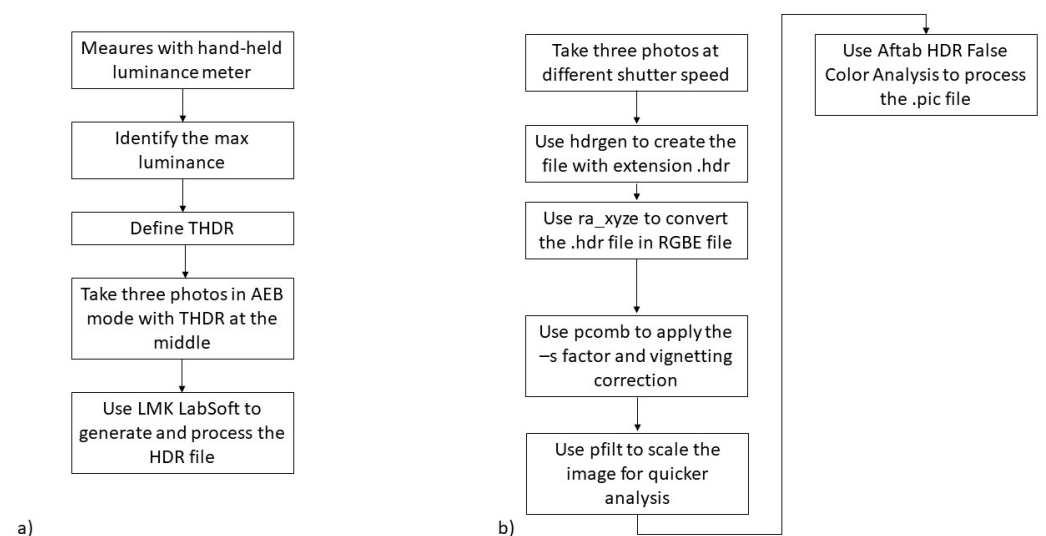 Meaures with hand-held
luminance meter
Identify the max
luminance
Define THDR
Take three photos in AEB
mode with THDR at the
middle
Use LMK LabSoft to
generate and process the
HDR file
a)
Take three photos at
different shutter speed
Use hdrgen to create the
file with extension .hdr
Use ra_xyze to convert
the .hdr file in RGBE file
Use pcomb to apply the
–s factor and vignetting
correction
Use pfilt to scale the
image for quicker
analysis
b)
Use Aftab HDR False
Color Analysis to process
the .pic file